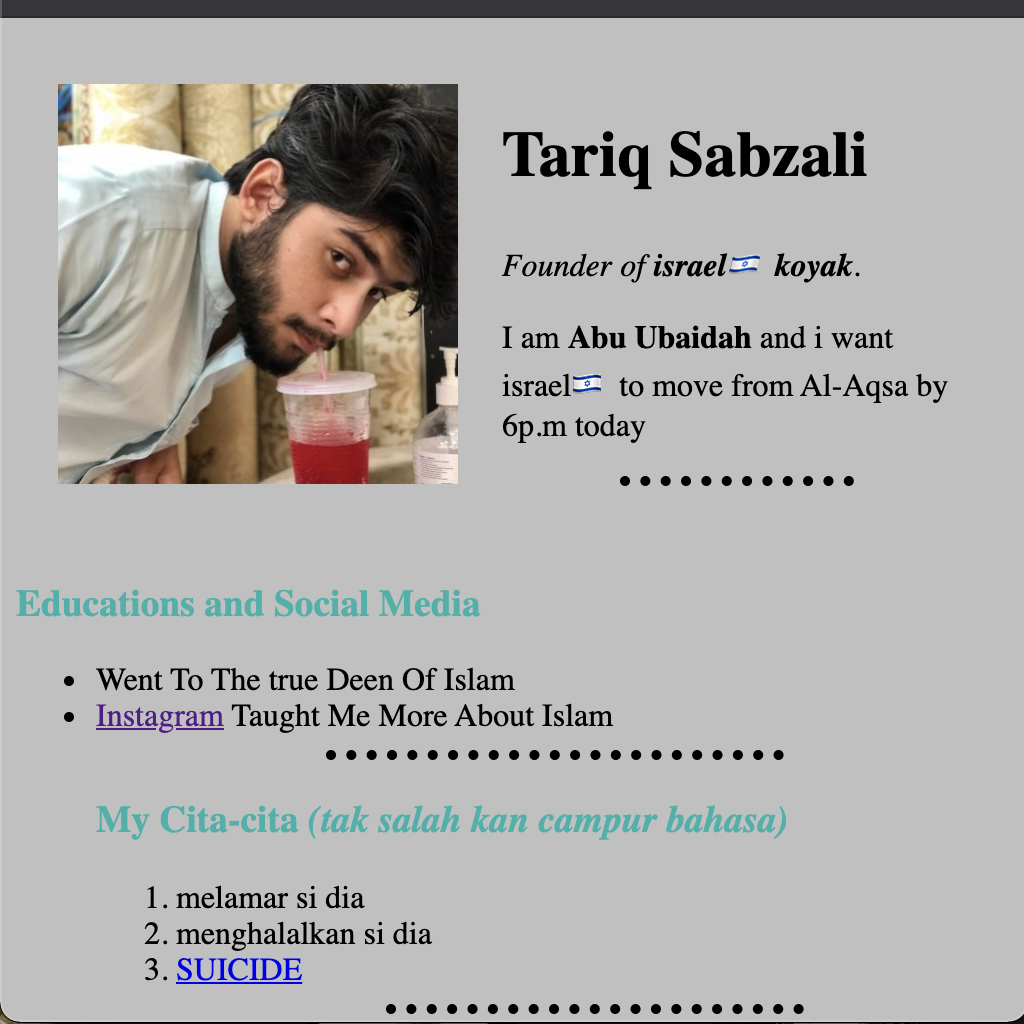 Tariq Sabzali
Founder of israel🇮🇱 koyak.
I am Abu Ubaidah and i want
israel🇮🇱 to move from Al-Aqsa by
6p.m today
Educations and Social Media
• Went To The true Deen Of Islam
• Instagram Taught Me More About Islam
My Cita-cita (tak salah kan campur bahasa)
1. melamar si dia
2. menghalalkan si dia
3. SUICIDE